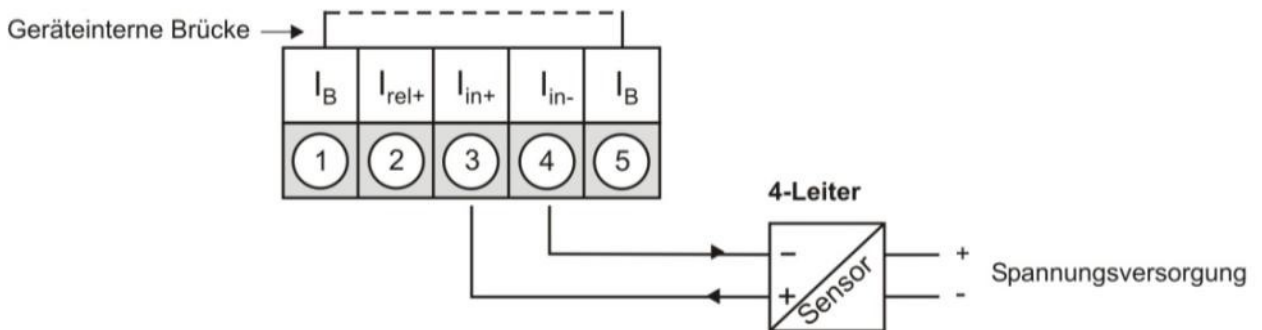 Geräteinterne Brücke
I_B I_rel+ I_in+ I_in- I_B
1 2 3 4 5
4-Leiter
− +
+ Sensor -
Spannungsversorgung